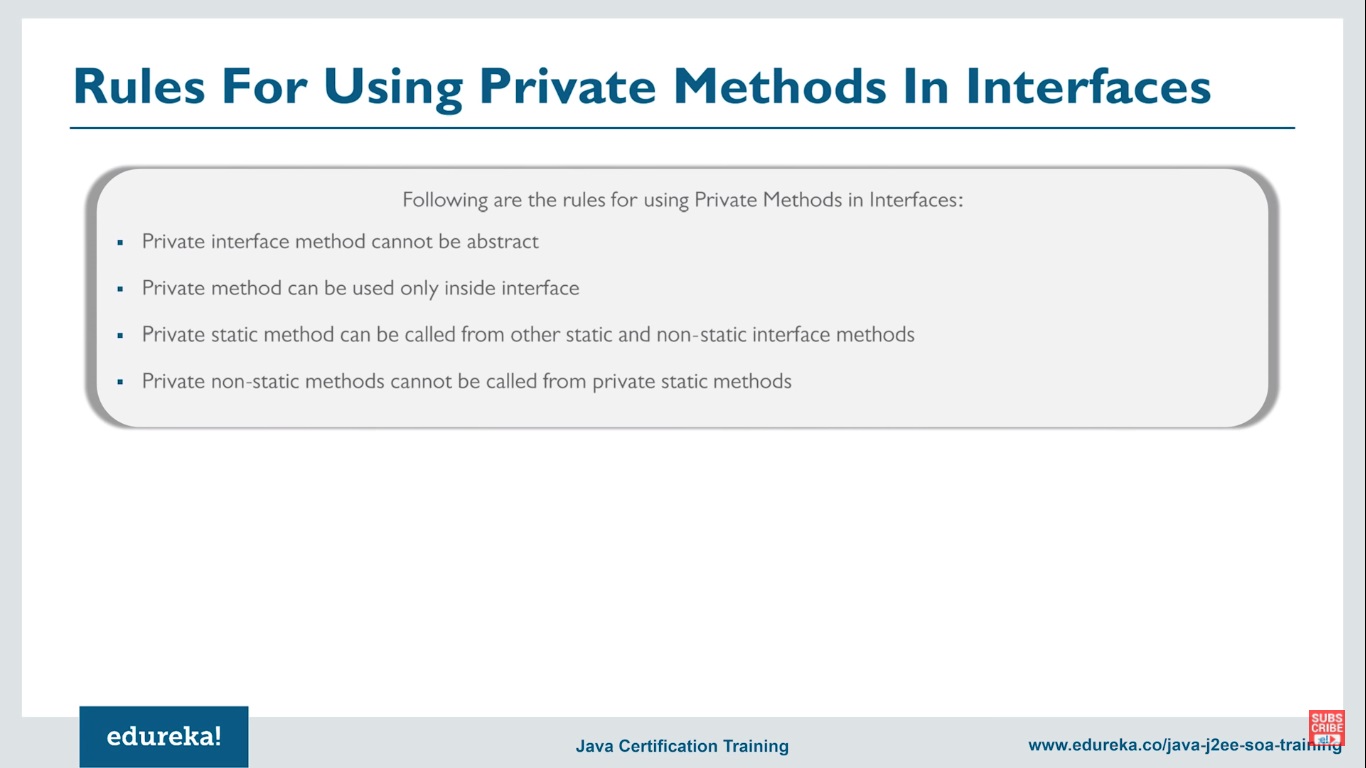 Rules For Using Private Methods In Interfaces
Following are the rules for using Private Methods in Interfaces:
▪ Private interface method cannot be abstract
▪ Private method can be used only inside interface
▪ Private static method can be called from other static and non-static interface methods
▪ Private non-static methods cannot be called from private static methods
edureka!
Java Certification Training
www.edureka.co/java-j2ee-soa-training
SUBS
CRIBE